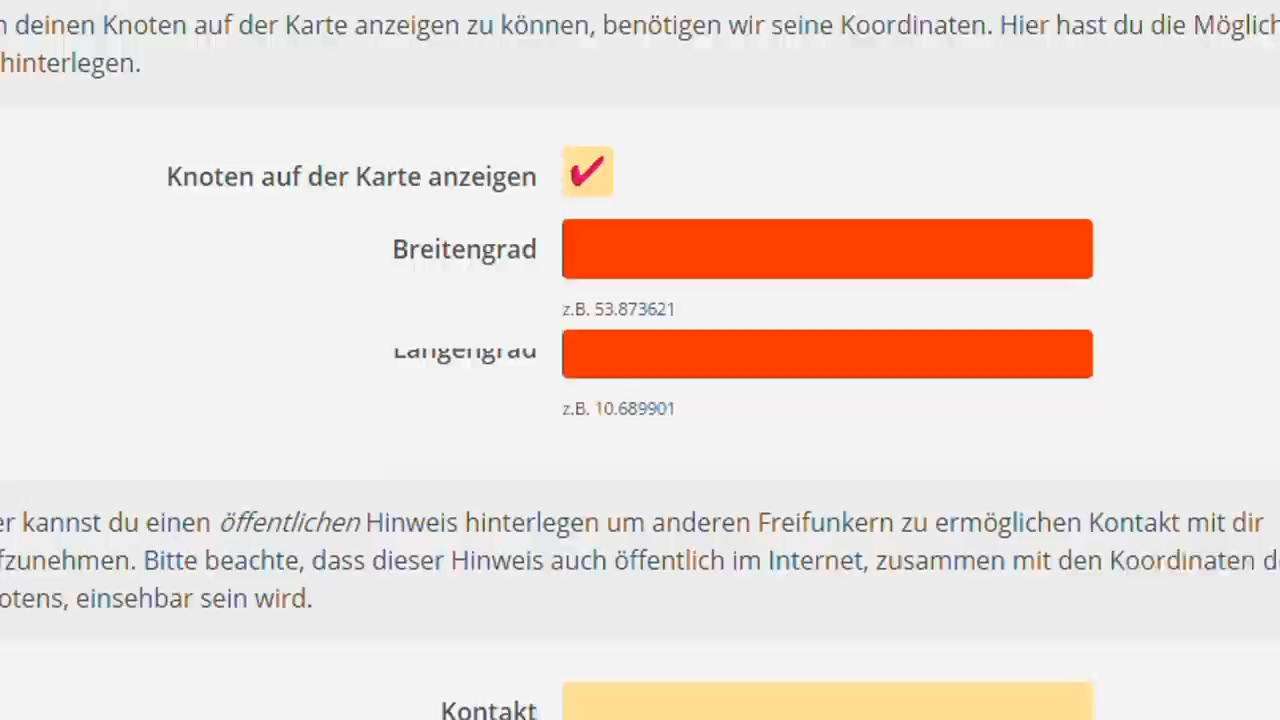 deinen Knoten auf der Karte anzeigen zu können, benötigen wir seine Koordinaten. Hier hast du die Möglich
hinterlegen.
Knoten auf der Karte anzeigen
Breitengrad
z.B. 53.873621
Längengrad
z.B. 10.689901
er kannst du einen öffentlichen Hinweis hinterlegen um anderen Freifunkern zu ermöglichen Kontakt mit dir
fzunehmen. Bitte beachte, dass dieser Hinweis auch öffentlich im Internet, zusammen mit den Koordinaten de
otens, einsehbar sein wird.
Kontakt